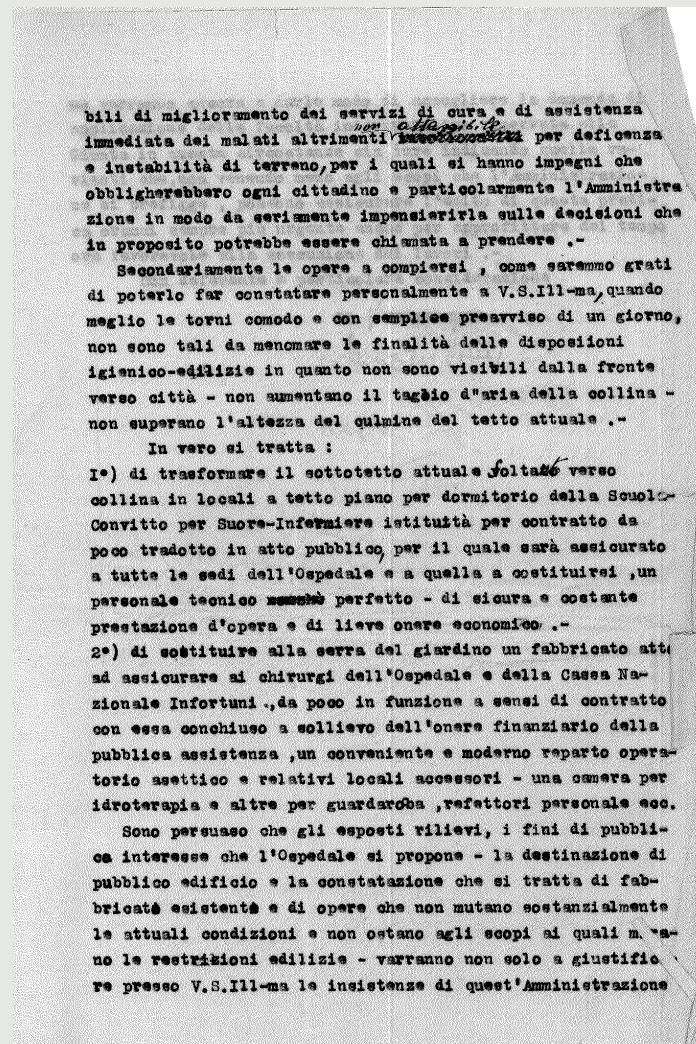 bili di miglioramento dei servizi di cura e di assistenza
non attenibile
immediata dei malati altrimenti per deficenza
e instabilità di terreno,per i quali si hanno impegni che
obbligherebbero ogni cittadino e particolarmente l'Amministra
zione in modo da seriamente impensierirla sulle decisioni che
in proposito potrebbe essere chiamata a prendere .-
Secondariamente le opere a compiersi , come saremmo grati
di poterlo far constatare personalmente a V.S.Ill-ma, quando
meglio le torni comodo e con semplice preavviso di un giorno,
non sono tali da menomare le finalità delle disposiioni
igienico-edilizie in quanto non sono visibili dalla fronte
verso città - non aumentano il taglio d"aria della collina -
non superano l'altezza del qulmine del tetto attuale .-
In vero si tratta :
I°) di trasformare il sottotetto attuale soltanto verso
collina in locali a tetto piano per dormitorio della Scuola-
Convitto per Suore-Infermiere istituità per contratto da
poco tradotto in atto pubblico, per il quale sarà assicurato
a tutte le sedi dell'Ospedale e a quella a costituirsi ,un
personale tecnico perfetto - di sicura e costante
prestazione d'opera e di lieve onere economico .-
2°) di sostituire alla serra del giardino un fabbricato atto
ad assicurare ai chirurgi dell'Ospedale e della Cassa Na-
zionale Infortuni .,da poco in funzione a sensi di contratto
con essa conchiuso a sollievo dell'onere finanziario della
pubblica assistenza ,un conveniente e moderno reparto opera-
torio asettico e relativi locali accessori - una camera per
idroterapia e altre per guardaroba ,refettori personale ecc.
Sono persuaso che gli esposti rilievi, i fini di pubbli-
ca interesse che l'Ospedale si propone - la destinazione di
pubblico edificio e la constatazione che si tratta di fab-
bricato esistente e di opere che non mutano sostanzialmente
le attuali condizioni e non ostano agli scopi ai quali mira-
no le restrizioni edilizie - varranno non solo a giustifica
re presso V.S.Ill-ma le insistenze di quest'Amministrazione